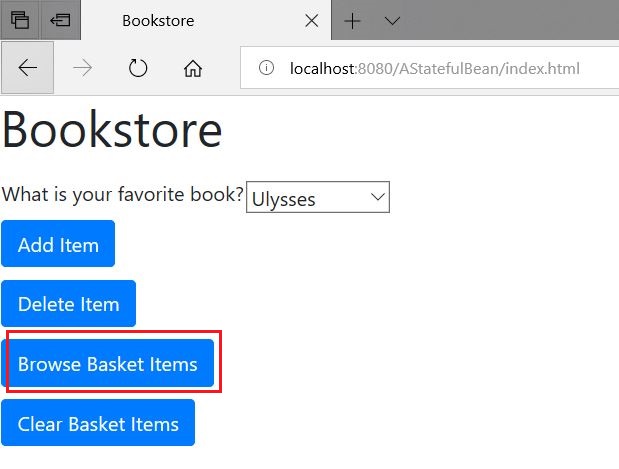 Bookstore
localhost:8080/AStatefulBean/index.html
Bookstore
What is your favorite book? Ulysses
Add Item
Delete Item
Browse Basket Items
Clear Basket Items